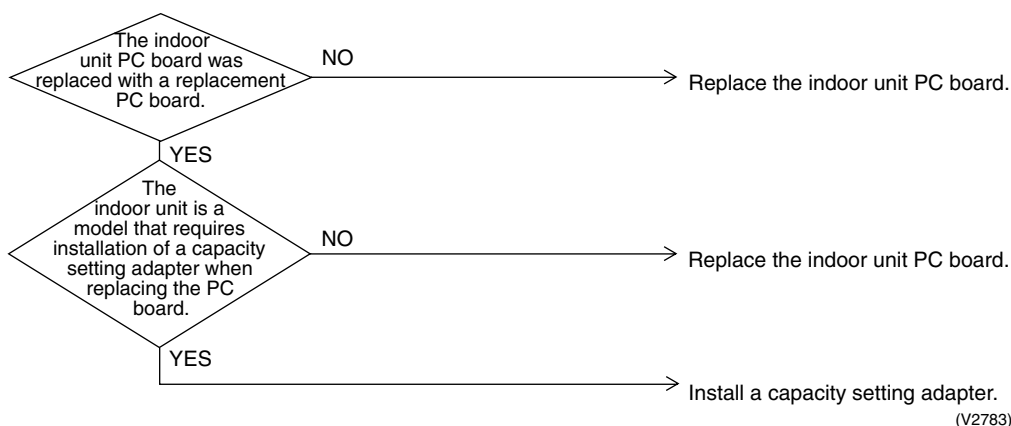 The indoor
unit PC board was
replaced with a replacement
PC board.
NO
Replace the indoor unit PC board.
YES
The
indoor unit is a
model that requires
installation of a capacity
setting adapter when
replacing the PC
board.
NO
Replace the indoor unit PC board.
YES
Install a capacity setting adapter.
(V2783)